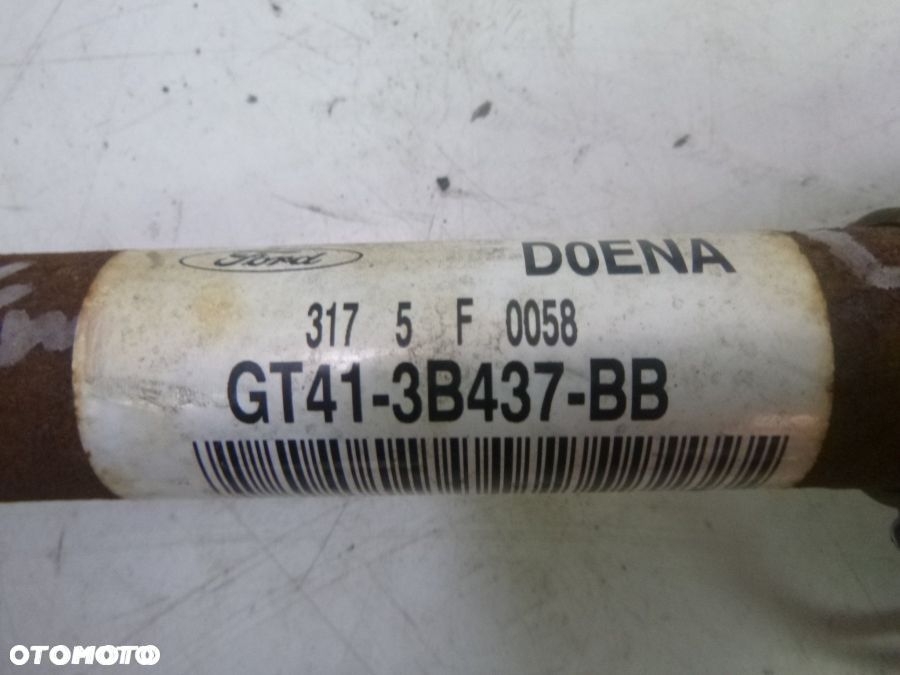 Ford
D0ENA
317 5 F 0058
GT41-3B437-BB
OTOMOTO